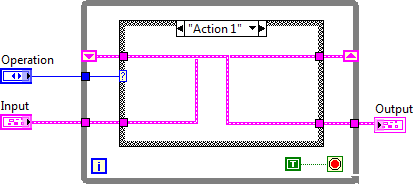 "Action 1"
Operation
?
Input
Output
i
T